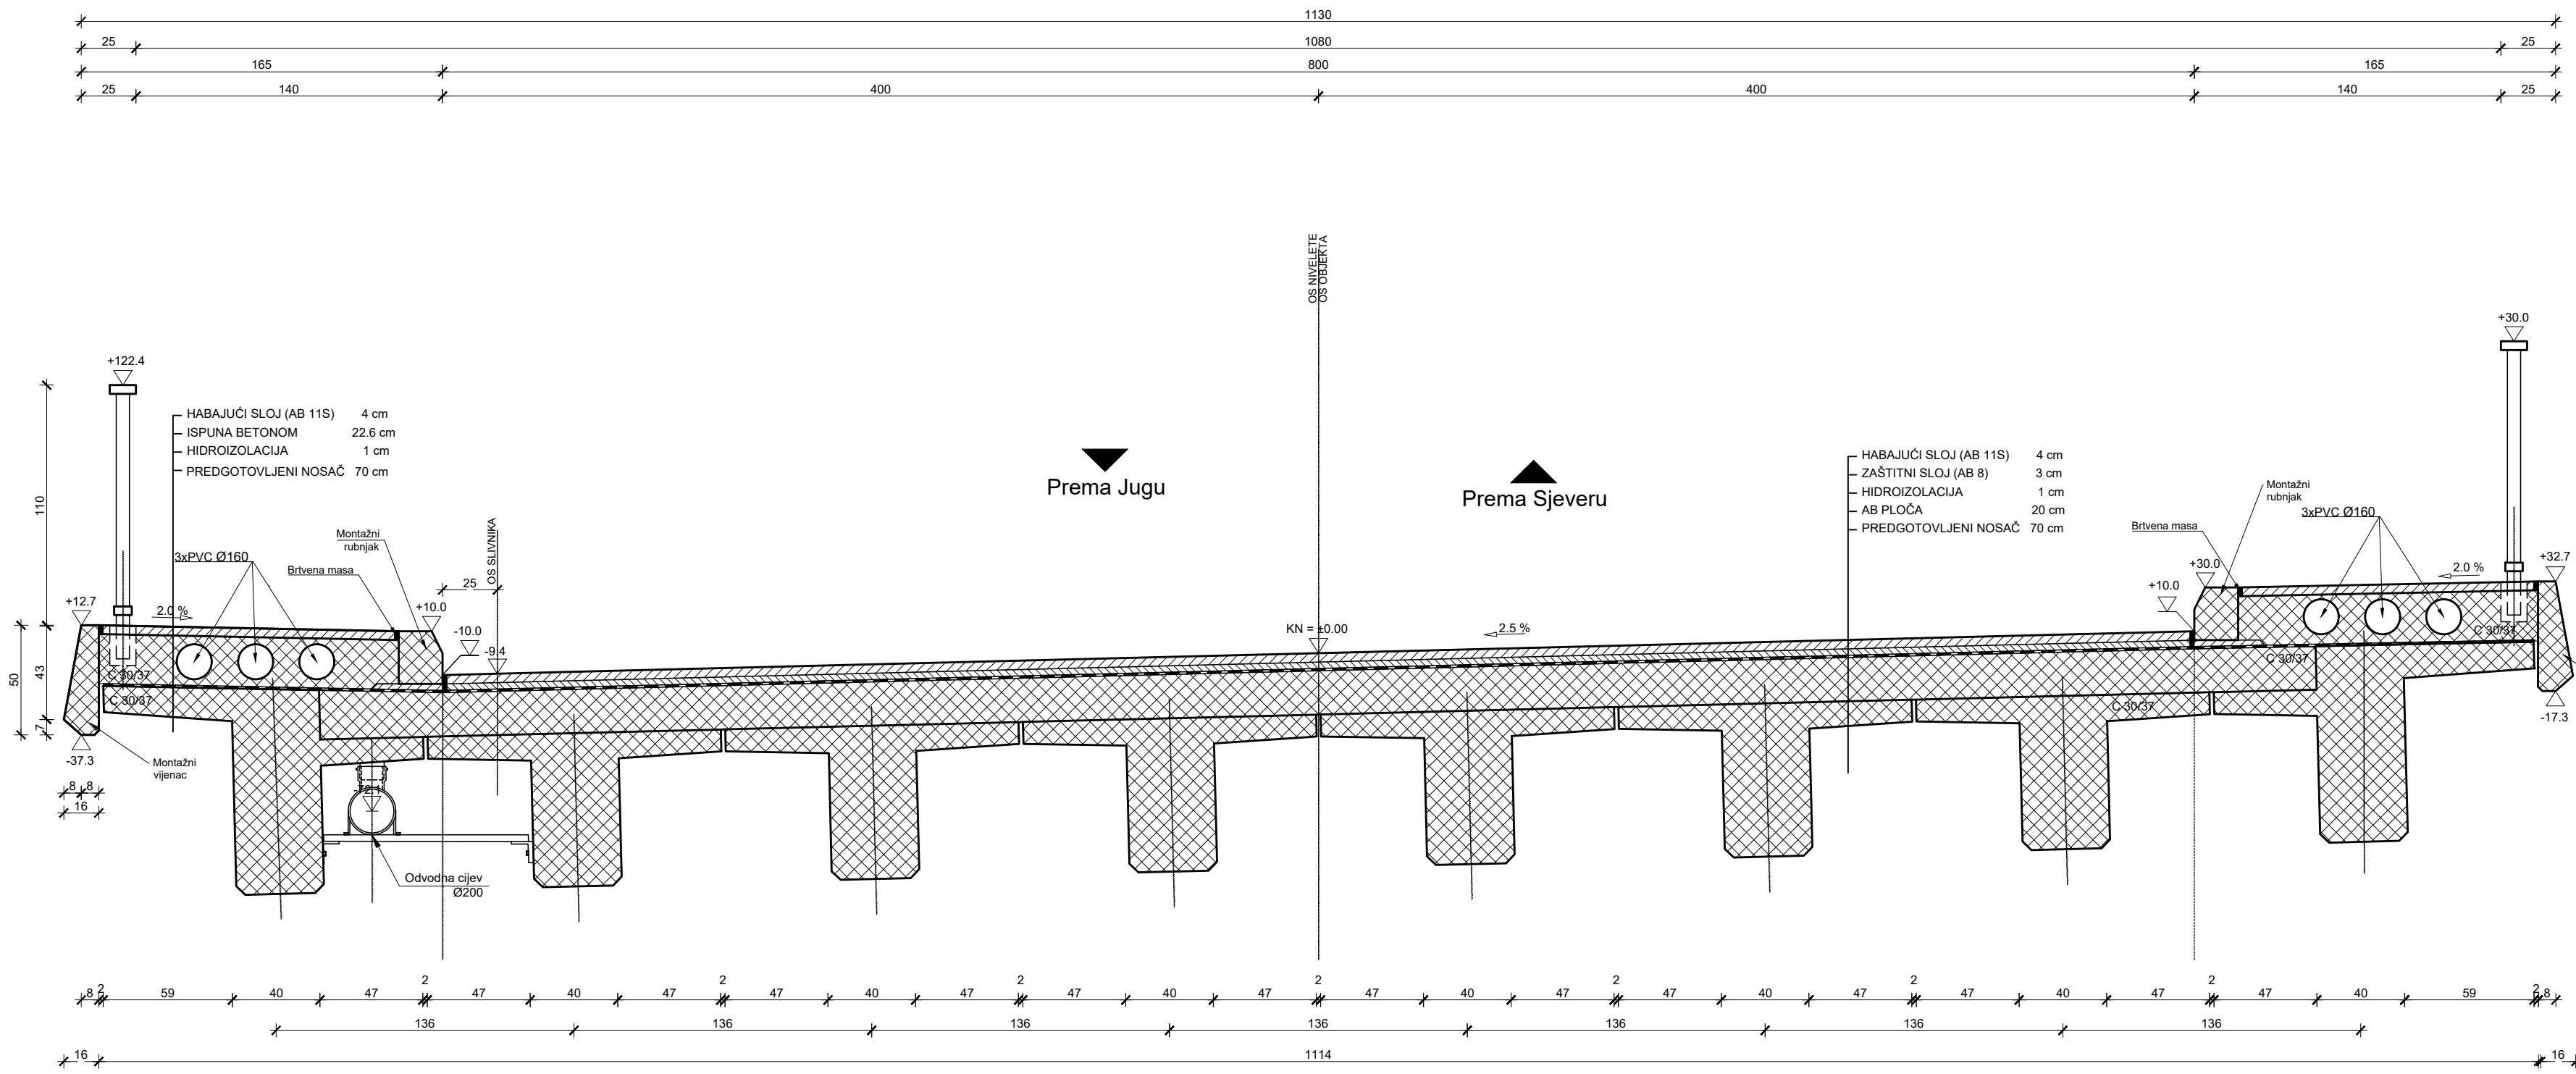 1130
25 1080 25
165 800 165
25 140 400 400 140 25
OS NIVELETE
OS OBJEKTA
+122.4
+30.0
HABAJUĆI SLOJ (AB 11S) 4 cm
ISPUNA BETONOM 22.6 cm
HIDROIZOLACIJA 1 cm
PREDGOTOVLJENI NOSAČ 70 cm
Prema Jugu
Prema Sjeveru
HABAJUĆI SLOJ (AB 11S) 4 cm
ZAŠTITNI SLOJ (AB 8) 3 cm
HIDROIZOLACIJA 1 cm
AB PLOČA 20 cm
PREDGOTOVLJENI NOSAČ 70 cm
Montažni
rubnjak
3xPVC Ø160
Brtvena masa
Montažni
rubnjak
3xPVC Ø160
Brtvena masa
OS SLIVNIKA
25
110
50
43
7
+12.7
2.0 %
+10.0
-10.0
-9.4
KN = ±0.00
2.5 %
+10.0
+30.0
2.0 %
+32.7
C 30/37
C 30/37
C 30/37
C 30/37
C 30/37
-17.3
-37.3
Montažni
vijenac
8 8
16
-72.1
Odvodna cijev
Ø200
2 2 2 2 2 2 2
8 2 59 40 47 47 40 47 47 40 47 47 40 47 47 40 47 47 40 47 47 40 47 47 40 59 2 8
136 136 136 136 136 136 136
16 1114 16